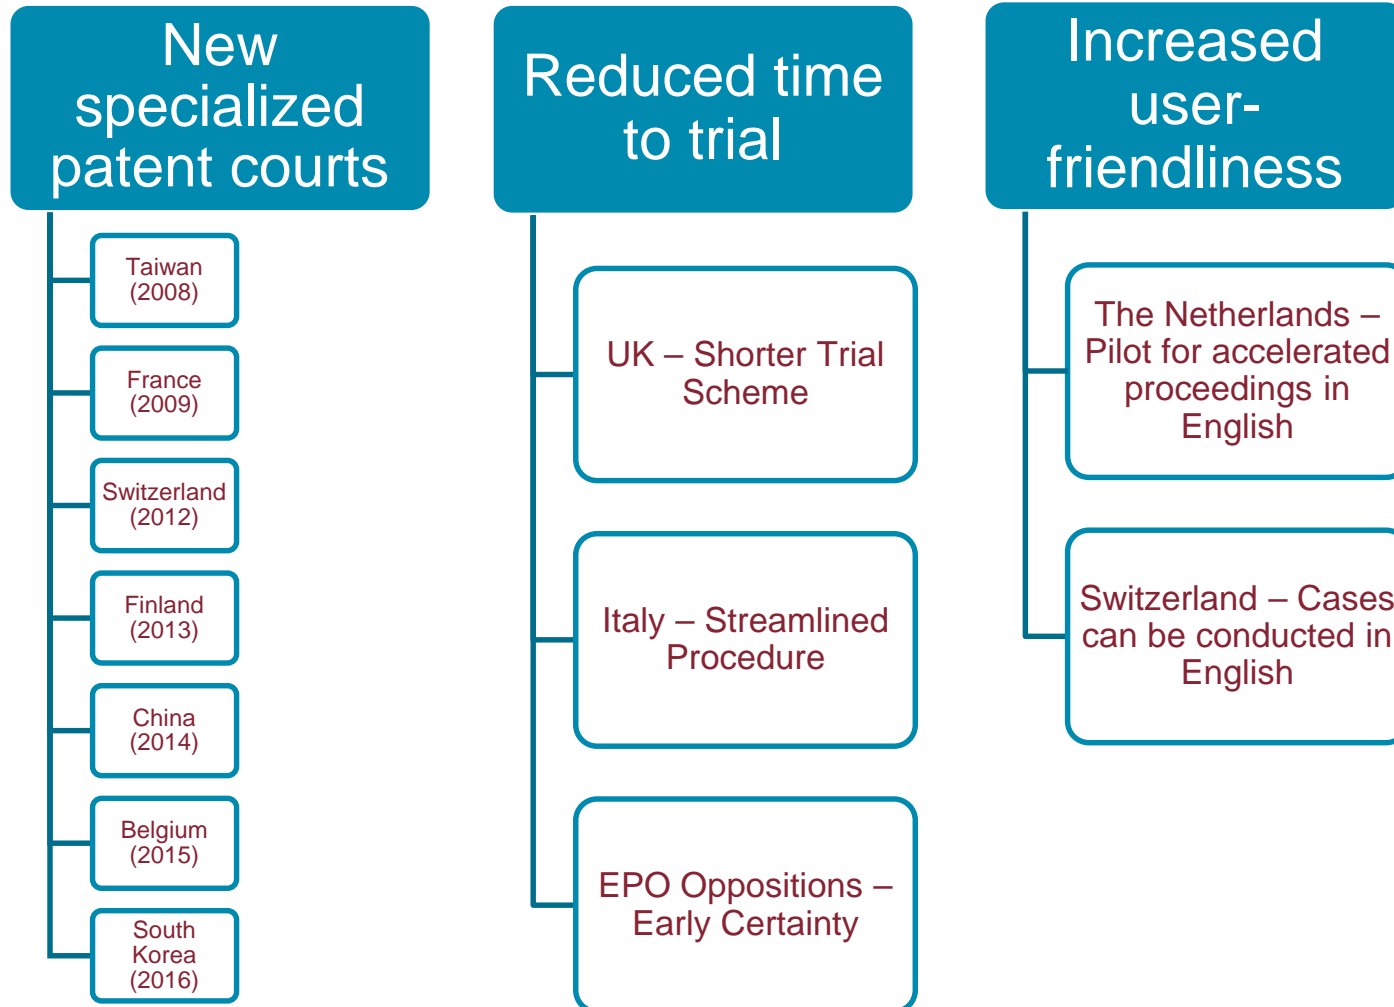 New
specialized
patent courts
Taiwan
(2008)
France
(2009)
Switzerland
(2012)
Finland
(2013)
China
(2014)
Belgium
(2015)
South
Korea
(2016)
Reduced time
to trial
UK – Shorter Trial
Scheme
Italy – Streamlined
Procedure
EPO Oppositions –
Early Certainty
Increased
user-
friendliness
The Netherlands –
Pilot for accelerated
proceedings in
English
Switzerland – Cases
can be conducted in
English